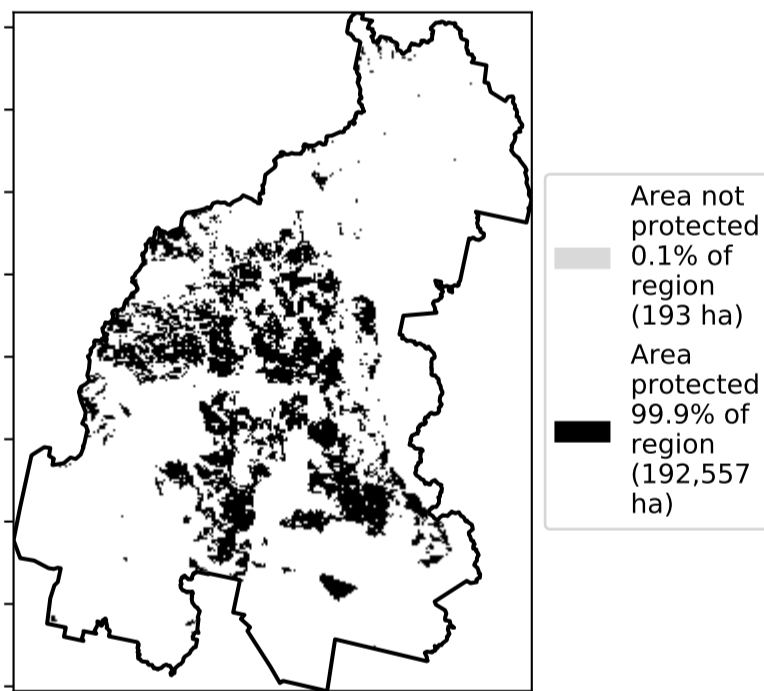 Area not
protected
0.1% of
region
(193 ha)
Area
protected
99.9% of
region
(192,557
ha)